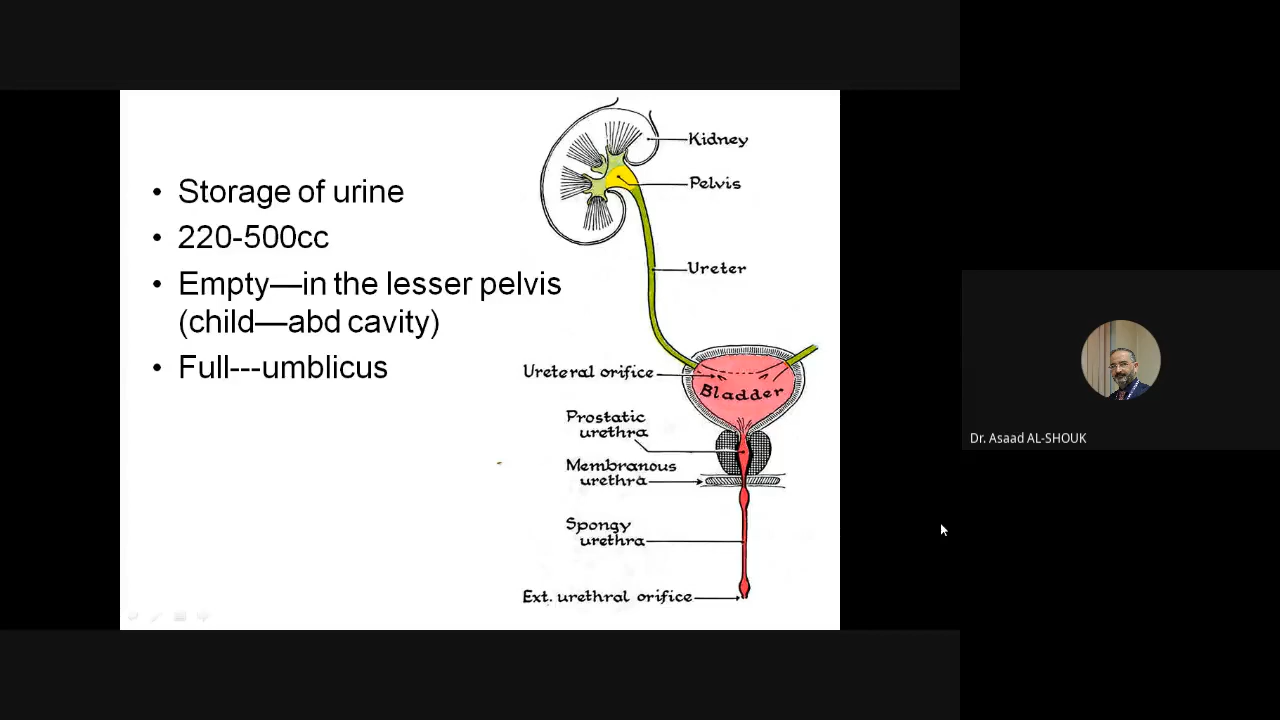 • Storage of urine
• 220-500cc
• Empty—in the lesser pelvis
(child—abd cavity)
• Full---umblicus
Kidney
Pelvis
Ureter
Ureteral orifice
Bladder
Prostatic
urethra
Membranous
urethra
Spongy
urethra
Ext. urethral orifice
Dr. Asaad AL-SHOUK